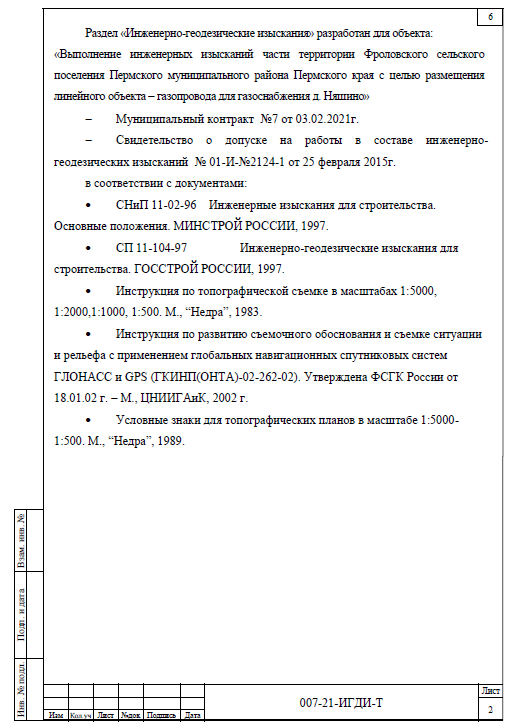 6
Раздел «Инженерно-геодезические изыскания» разработан для объекта:
«Выполнение инженерных изысканий части территории Фроловского сельского
поселения Пермского муниципального района Пермского края с целью размещения
линейного объекта – газопровода для газоснабжения д. Няшино»
– Муниципальный контракт №7 от 03.02.2021г.
– Свидетельство о допуске на работы в составе инженерно-
геодезических изысканий № 01-И-№2124-1 от 25 февраля 2015г.
в соответствии с документами:
• СНиП 11-02-96 Инженерные изыскания для строительства.
Основные положения. МИНСТРОЙ РОССИИ, 1997.
• СП 11-104-97 Инженерно-геодезические изыскания для
строительства. ГОССТРОЙ РОССИИ, 1997.
• Инструкция по топографической съемке в масштабах 1:5000,
1:2000,1:1000, 1:500. М., “Недра”, 1983.
• Инструкция по развитию съемочного обоснования и съемке ситуации
и рельефа с применением глобальных навигационных спутниковых систем
ГЛОНАСС и GPS (ГКИНП(ОНТА)-02-262-02). Утверждена ФСГК России от
18.01.02 г. – М., ЦНИИГАиК, 2002 г.
• Условные знаки для топографических планов в масштабе 1:5000-
1:500. М., “Недра”, 1989.
Взам. инв. №
Подп. и дата
Инв. № подл.
Изм Кол.уч Лист №док Подпись Дата
007-21-ИГДИ-Т
Лист
2